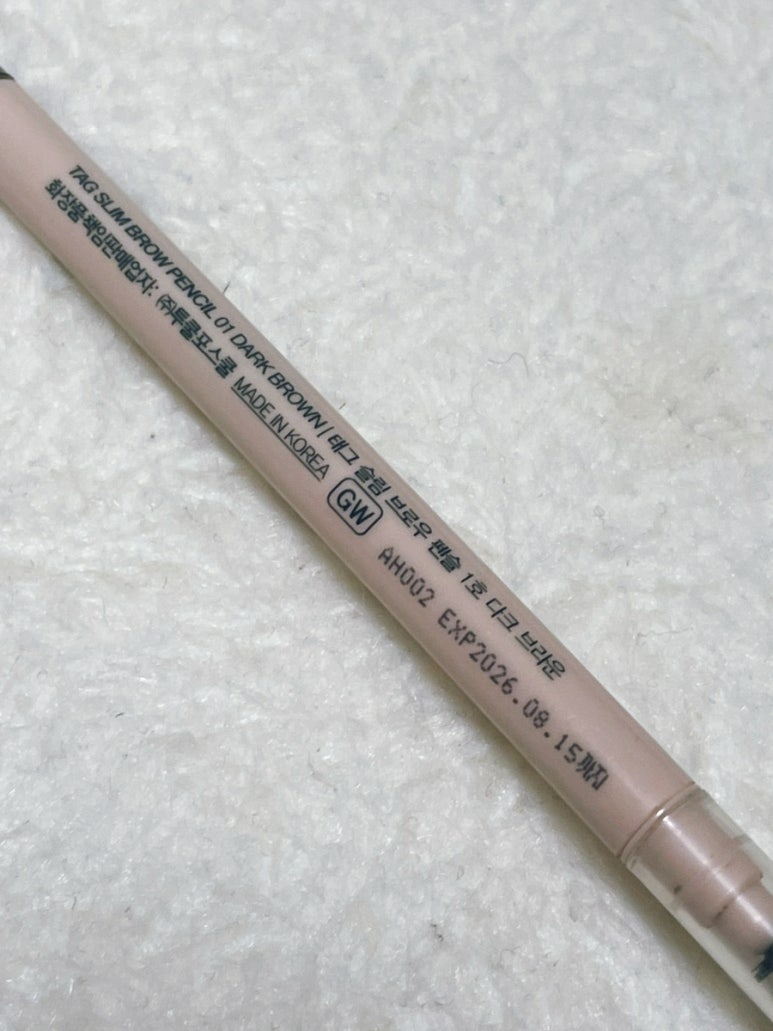 TAG SLIM BROW PENCIL 01 DARK BROWN | 태그 슬림 브로우 펜슬 1호 다크 브라운
화장품책임판매업자: ㈜투쿨포스쿨 MADE IN KOREA GW AH002 EXP2026.08.15까지